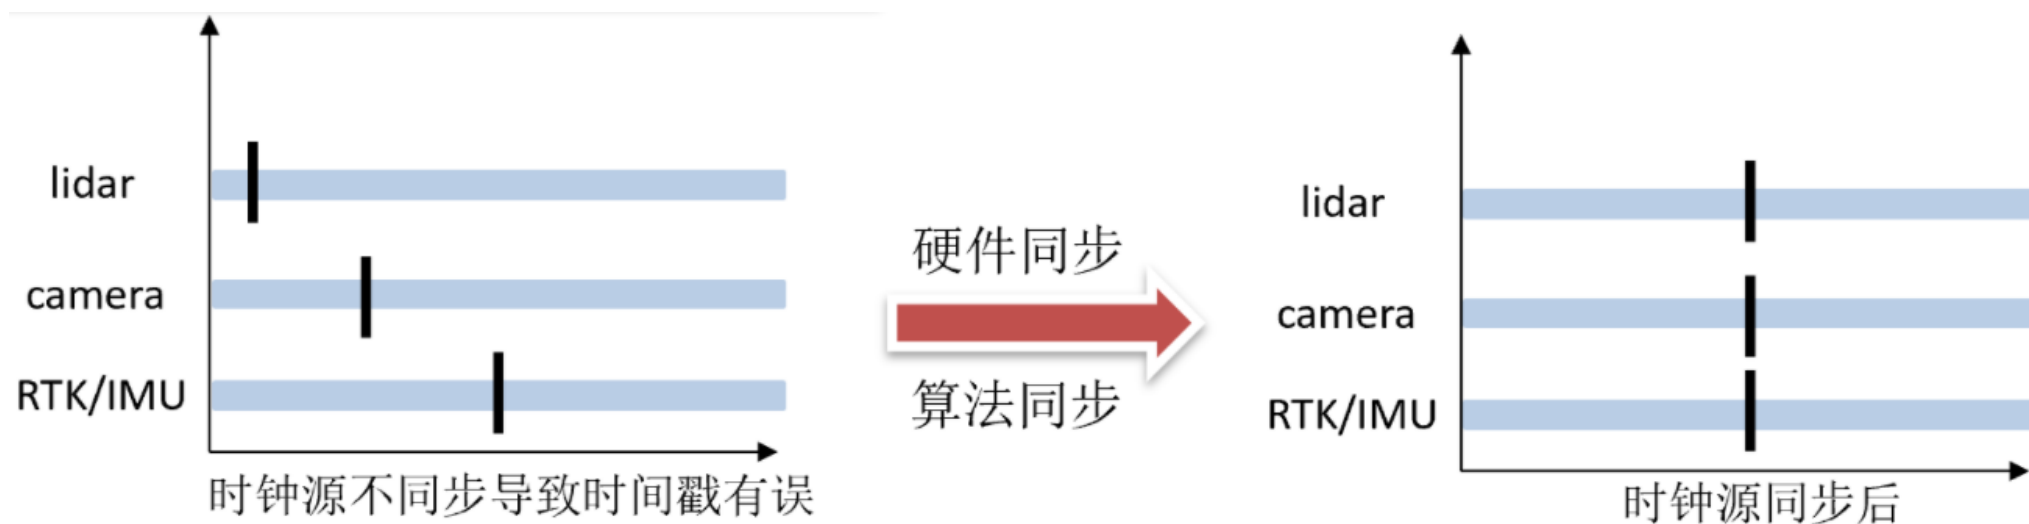 lidar
camera
RTK/IMU
时钟源不同步导致时间戳有误
硬件同步
算法同步
lidar
camera
RTK/IMU
时钟源同步后